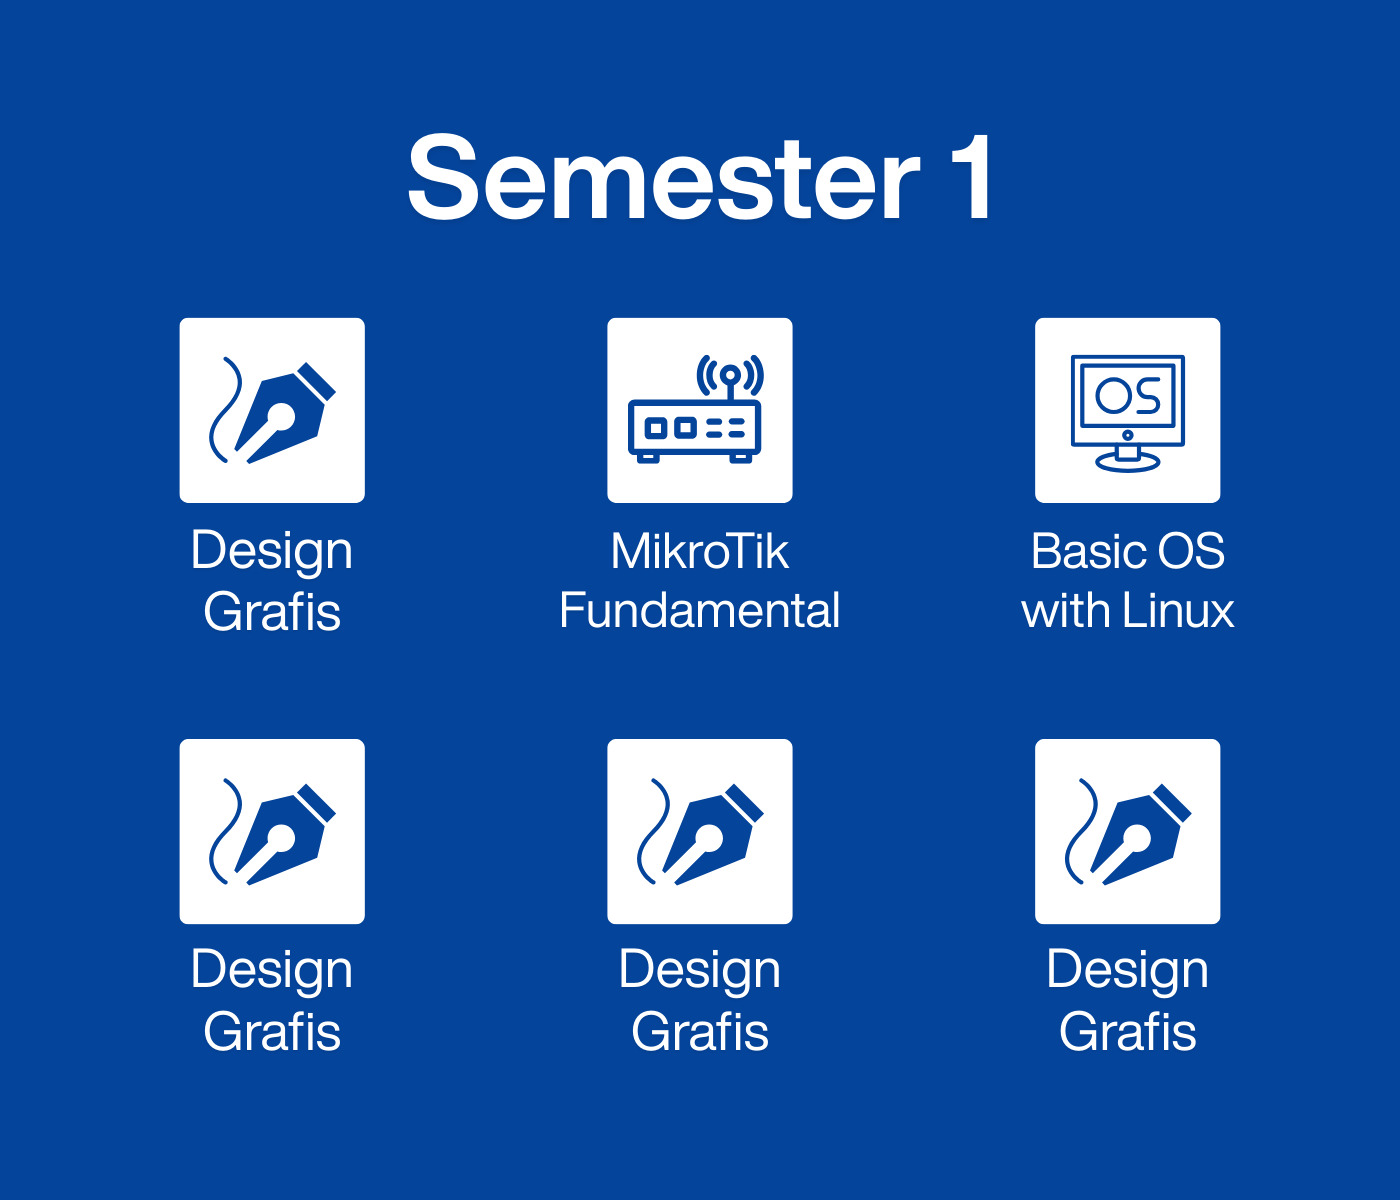 Semester 1
OS
Design
Grafis
MikroTik
Fundamental
Basic OS
with Linux
Design
Grafis
Design
Grafis
Design
Grafis